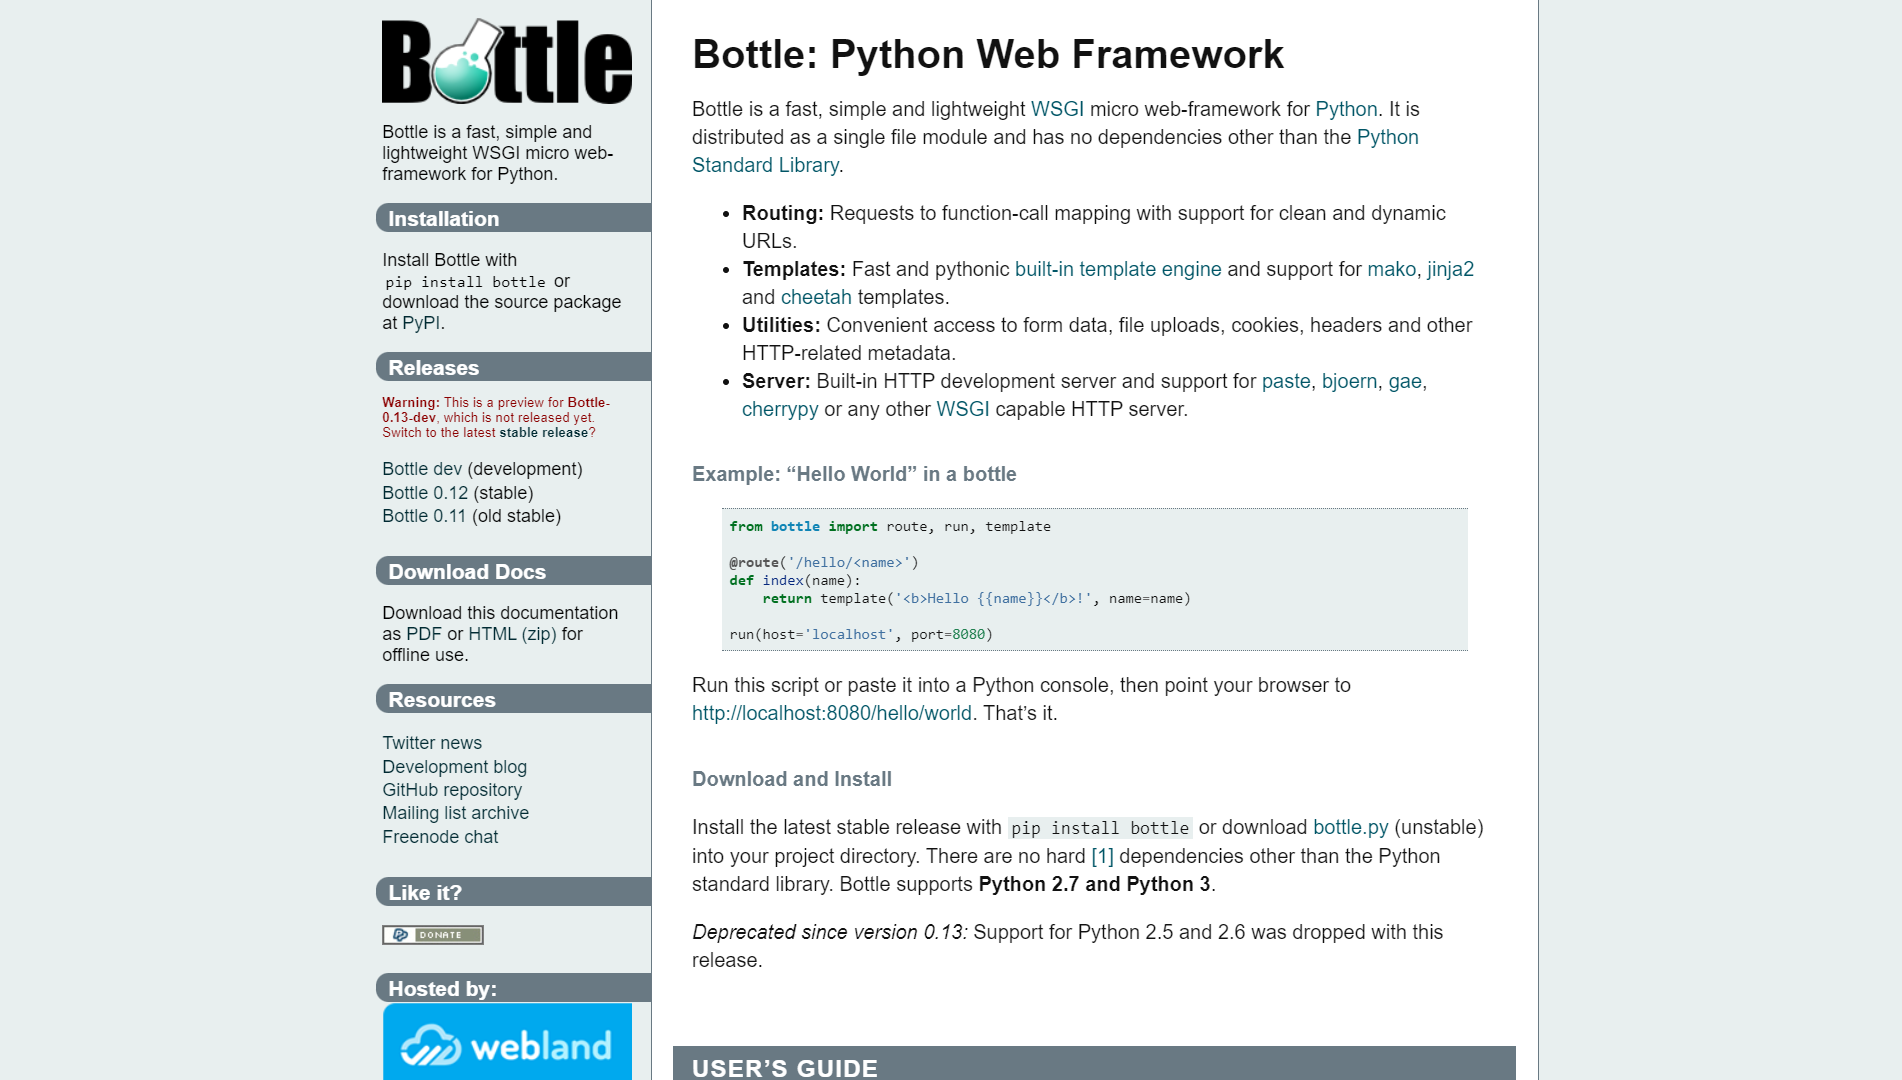 Bottle
Bottle is a fast, simple and
lightweight WSGI micro web-
framework for Python.
Installation
Install Bottle with
pip install bottle or
download the source package
at PyPI.
Releases
Warning: This is a preview for Bottle-
0.13-dev, which is not released yet.
Switch to the latest stable release?
Bottle dev (development)
Bottle 0.12 (stable)
Bottle 0.11 (old stable)
Download Docs
Download this documentation
as PDF or HTML (zip) for
offline use.
Resources
Twitter news
Development blog
GitHub repository
Mailing list archive
Freenode chat
Like it?
DONATE
Hosted by:
webland
Bottle: Python Web Framework
Bottle is a fast, simple and lightweight WSGI micro web-framework for Python. It is
distributed as a single file module and has no dependencies other than the Python
Standard Library.
• Routing: Requests to function-call mapping with support for clean and dynamic
URLs.
• Templates: Fast and pythonic built-in template engine and support for mako, jinja2
and cheetah templates.
• Utilities: Convenient access to form data, file uploads, cookies, headers and other
HTTP-related metadata.
• Server: Built-in HTTP development server and support for paste, bjoern, gae,
cherrypy or any other WSGI capable HTTP server.
Example: “Hello World” in a bottle
from bottle import route, run, template
@route('/hello/<name>')
def index(name):
    return template('<b>Hello {{name}}</b>!', name=name)
run(host='localhost', port=8080)
Run this script or paste it into a Python console, then point your browser to
http://localhost:8080/hello/world. That’s it.
Download and Install
Install the latest stable release with pip install bottle or download bottle.py (unstable)
into your project directory. There are no hard [1] dependencies other than the Python
standard library. Bottle supports Python 2.7 and Python 3.
Deprecated since version 0.13: Support for Python 2.5 and 2.6 was dropped with this
release.
USER’S GUIDE